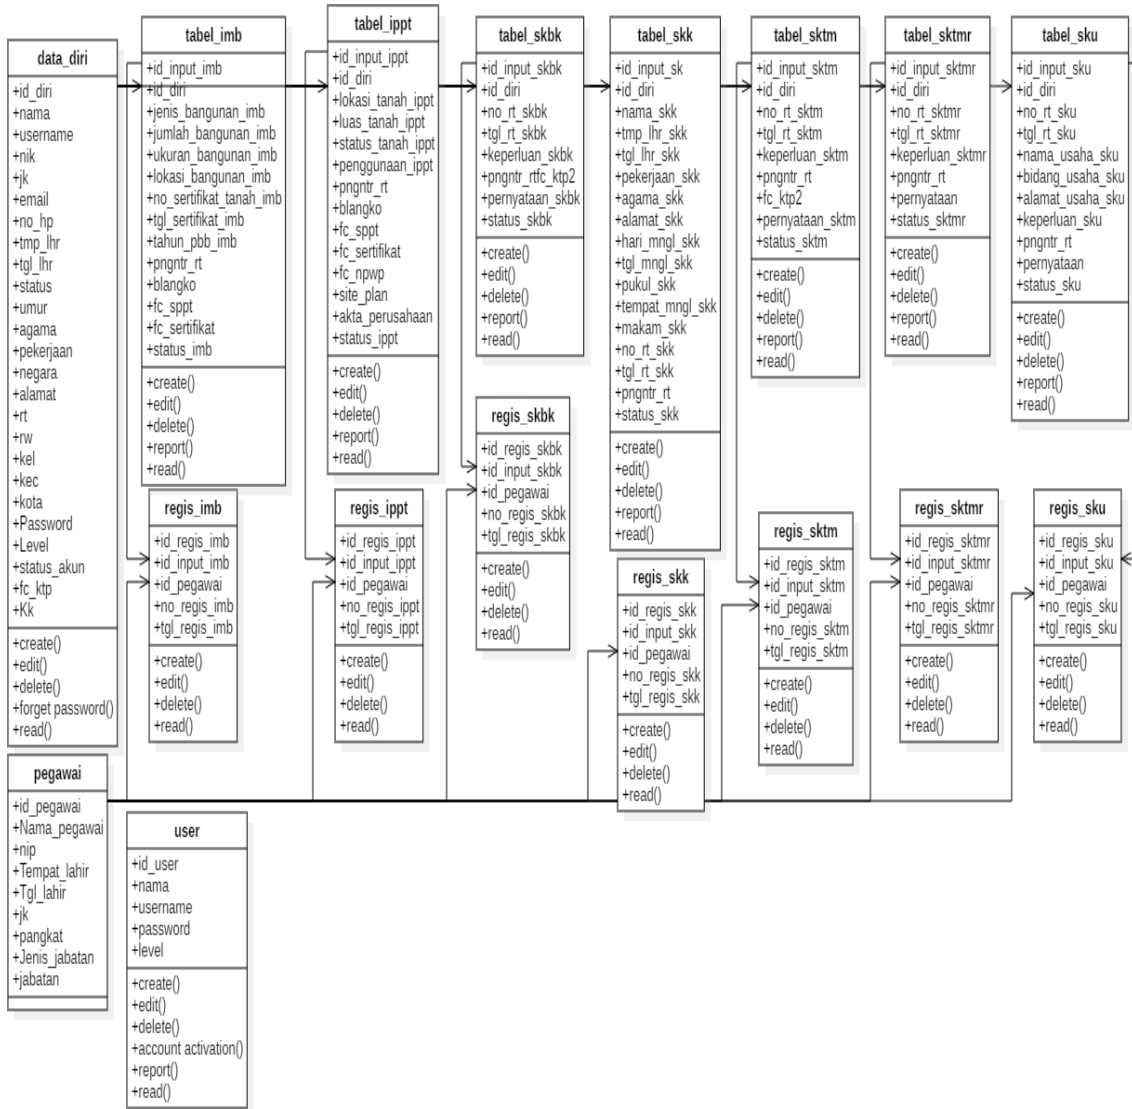 data_diri
+id_diri
+nama
+username
+nik
+jk
+email
+no_hp
+tmp_lhr
+tgl_lhr
+status
+umur
+agama
+pekerjaan
+negara
+alamat
+rt
+rw
+kel
+kec
+kota
+Password
+Level
+status_akun
+fc_ktp
+Kk
+create()
+edit()
+delete()
+forget password()
+read()
tabel_imb
+id_input_imb
+id_diri
+jenis_bangunan_imb
+jumlah_bangunan_imb
+ukuran_bangunan_imb
+lokasi_bangunan_imb
+no_sertifikat_tanah_imb
+tgl_sertifikat_imb
+tahun_pbb_imb
+pngntr_rt
+blangko
+fc_sppt
+fc_sertifikat
+status_imb
+create()
+edit()
+delete()
+report()
+read()
tabel_ippt
+id_input_ippt
+id_diri
+lokasi_tanah_ippt
+luas_tanah_ippt
+status_tanah_ippt
+penggunaan_ippt
+pngntr_rt
+blangko
+fc_sppt
+fc_sertifikat
+fc_npwp
+site_plan
+akta_perusahaan
+status_ippt
+create()
+edit()
+delete()
+report()
+read()
tabel_skbk
+id_input_skbk
+id_diri
+no_rt_skbk
+tgl_rt_skbk
+keperluan_skbk
+pngntr_rtfc_ktp2
+pernyataan_skbk
+status_skbk
+create()
+edit()
+delete()
+report()
+read()
tabel_skk
+id_input_sk
+id_diri
+nama_skk
+tmp_lhr_skk
+tgl_lhr_skk
+pekerjaan_skk
+agama_skk
+alamat_skk
+hari_mngl_skk
+tgl_mngl_skk
+pukul_skk
+tempat_mngl_skk
+makam_skk
+no_rt_skk
+tgl_rt_skk
+pngntr_rt
+status_skk
+create()
+edit()
+delete()
+report()
+read()
tabel_sktm
+id_input_sktm
+id_diri
+no_rt_sktm
+tgl_rt_sktm
+keperluan_sktm
+pngntr_rt
+fc_ktp2
+pernyataan_sktm
+status_sktm
+create()
+edit()
+delete()
+report()
+read()
tabel_sktmr
+id_input_sktmr
+id_diri
+no_rt_sktmr
+tgl_rt_sktmr
+keperluan_sktmr
+pngntr_rt
+pernyataan
+status_sktmr
+create()
+edit()
+delete()
+report()
+read()
tabel_sku
+id_input_sku
+id_diri
+no_rt_sku
+tgl_rt_sku
+nama_usaha_sku
+bidang_usaha_sku
+alamat_usaha_sku
+keperluan_sku
+pngntr_rt
+pernyataan
+status_sku
+create()
+edit()
+delete()
+report()
+read()
regis_imb
+id_regis_imb
+id_input_imb
+id_pegawai
+no_regis_imb
+tgl_regis_imb
+create()
+edit()
+delete()
+read()
regis_ippt
+id_regis_ippt
+id_input_ippt
+id_pegawai
+no_regis_ippt
+tgl_regis_ippt
+create()
+edit()
+delete()
+read()
regis_skbk
+id_regis_skbk
+id_input_skbk
+id_pegawai
+no_regis_skbk
+tgl_regis_skbk
+create()
+edit()
+delete()
+read()
regis_skk
+id_regis_skk
+id_input_skk
+id_pegawai
+no_regis_skk
+tgl_regis_skk
+create()
+edit()
+delete()
+read()
regis_sktm
+id_regis_sktm
+id_input_sktm
+id_pegawai
+no_regis_sktm
+tgl_regis_sktm
+create()
+edit()
+delete()
+read()
regis_sktmr
+id_regis_sktmr
+id_input_sktmr
+id_pegawai
+no_regis_sktmr
+tgl_regis_sktmr
+create()
+edit()
+delete()
+read()
regis_sku
+id_regis_sku
+id_input_sku
+id_pegawai
+no_regis_sku
+tgl_regis_sku
+create()
+edit()
+delete()
+read()
pegawai
+id_pegawai
+Nama_pegawai
+nip
+Tempat_lahir
+Tgl_lahir
+jk
+pangkat
+Jenis_jabatan
+jabatan
user
+id_user
+nama
+username
+password
+level
+create()
+edit()
+delete()
+account activation()
+report()
+read()